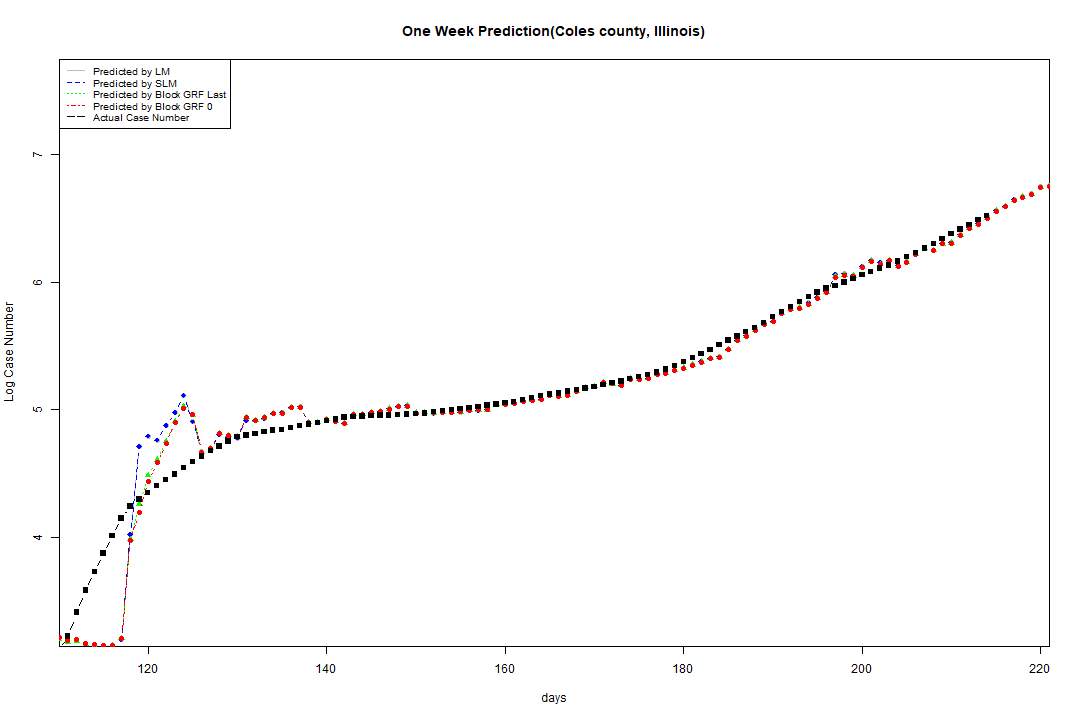 One Week Prediction(Coles county, Illinois)
Predicted by LM
Predicted by SLM
Predicted by Block GRF Last
Predicted by Block GRF 0
Actual Case Number
7
6
5
4
Log Case Number
120 140 160 180 200 220
days